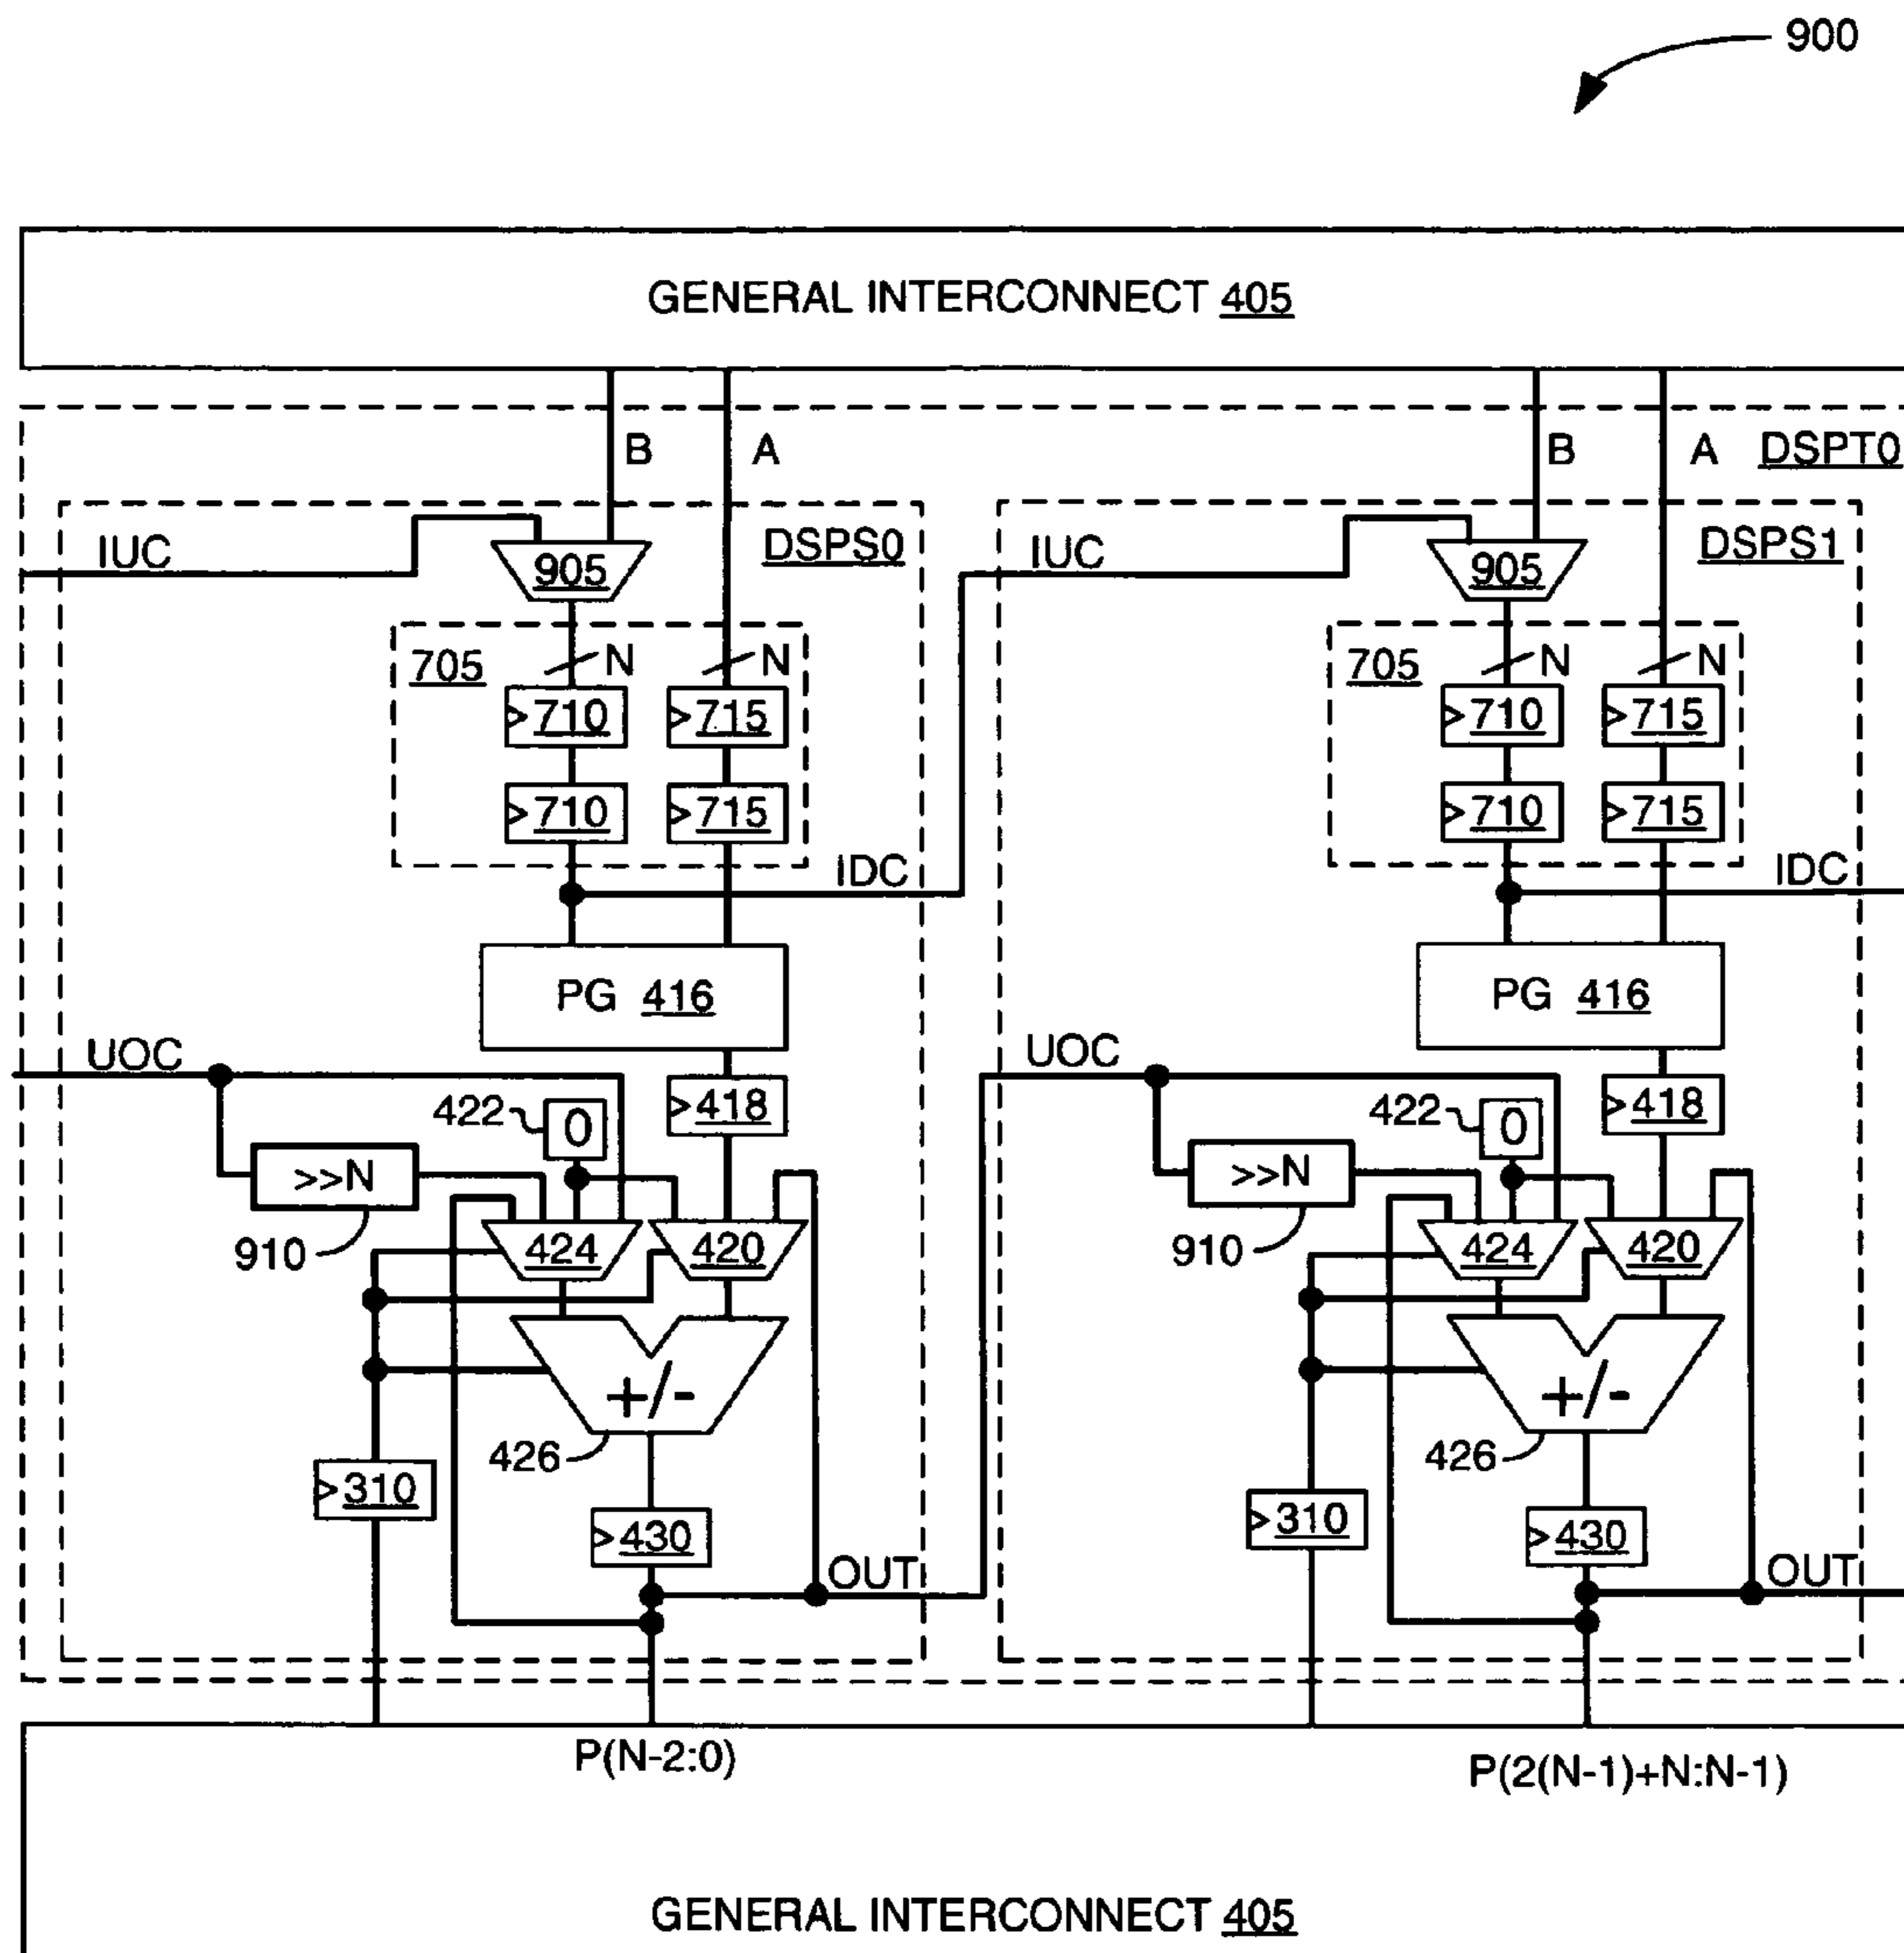 900
GENERAL INTERCONNECT 405
B A B A DSPT0
IUC 905 DSPS0 IUC 905 DSPS1
705 N N 705 N N
>710 >715 >710 >715
>710 >715 >710 >715
IDC IDC
PG 416 PG 416
UOC UOC
422 0 >418 422 0 >418
>>N >>N
910 424 420 910 424 420
+/- +/-
426 426
>310 >310
>430 >430
OUT OUT
P(N-2:0) P(2(N-1)+N:N-1)
GENERAL INTERCONNECT 405